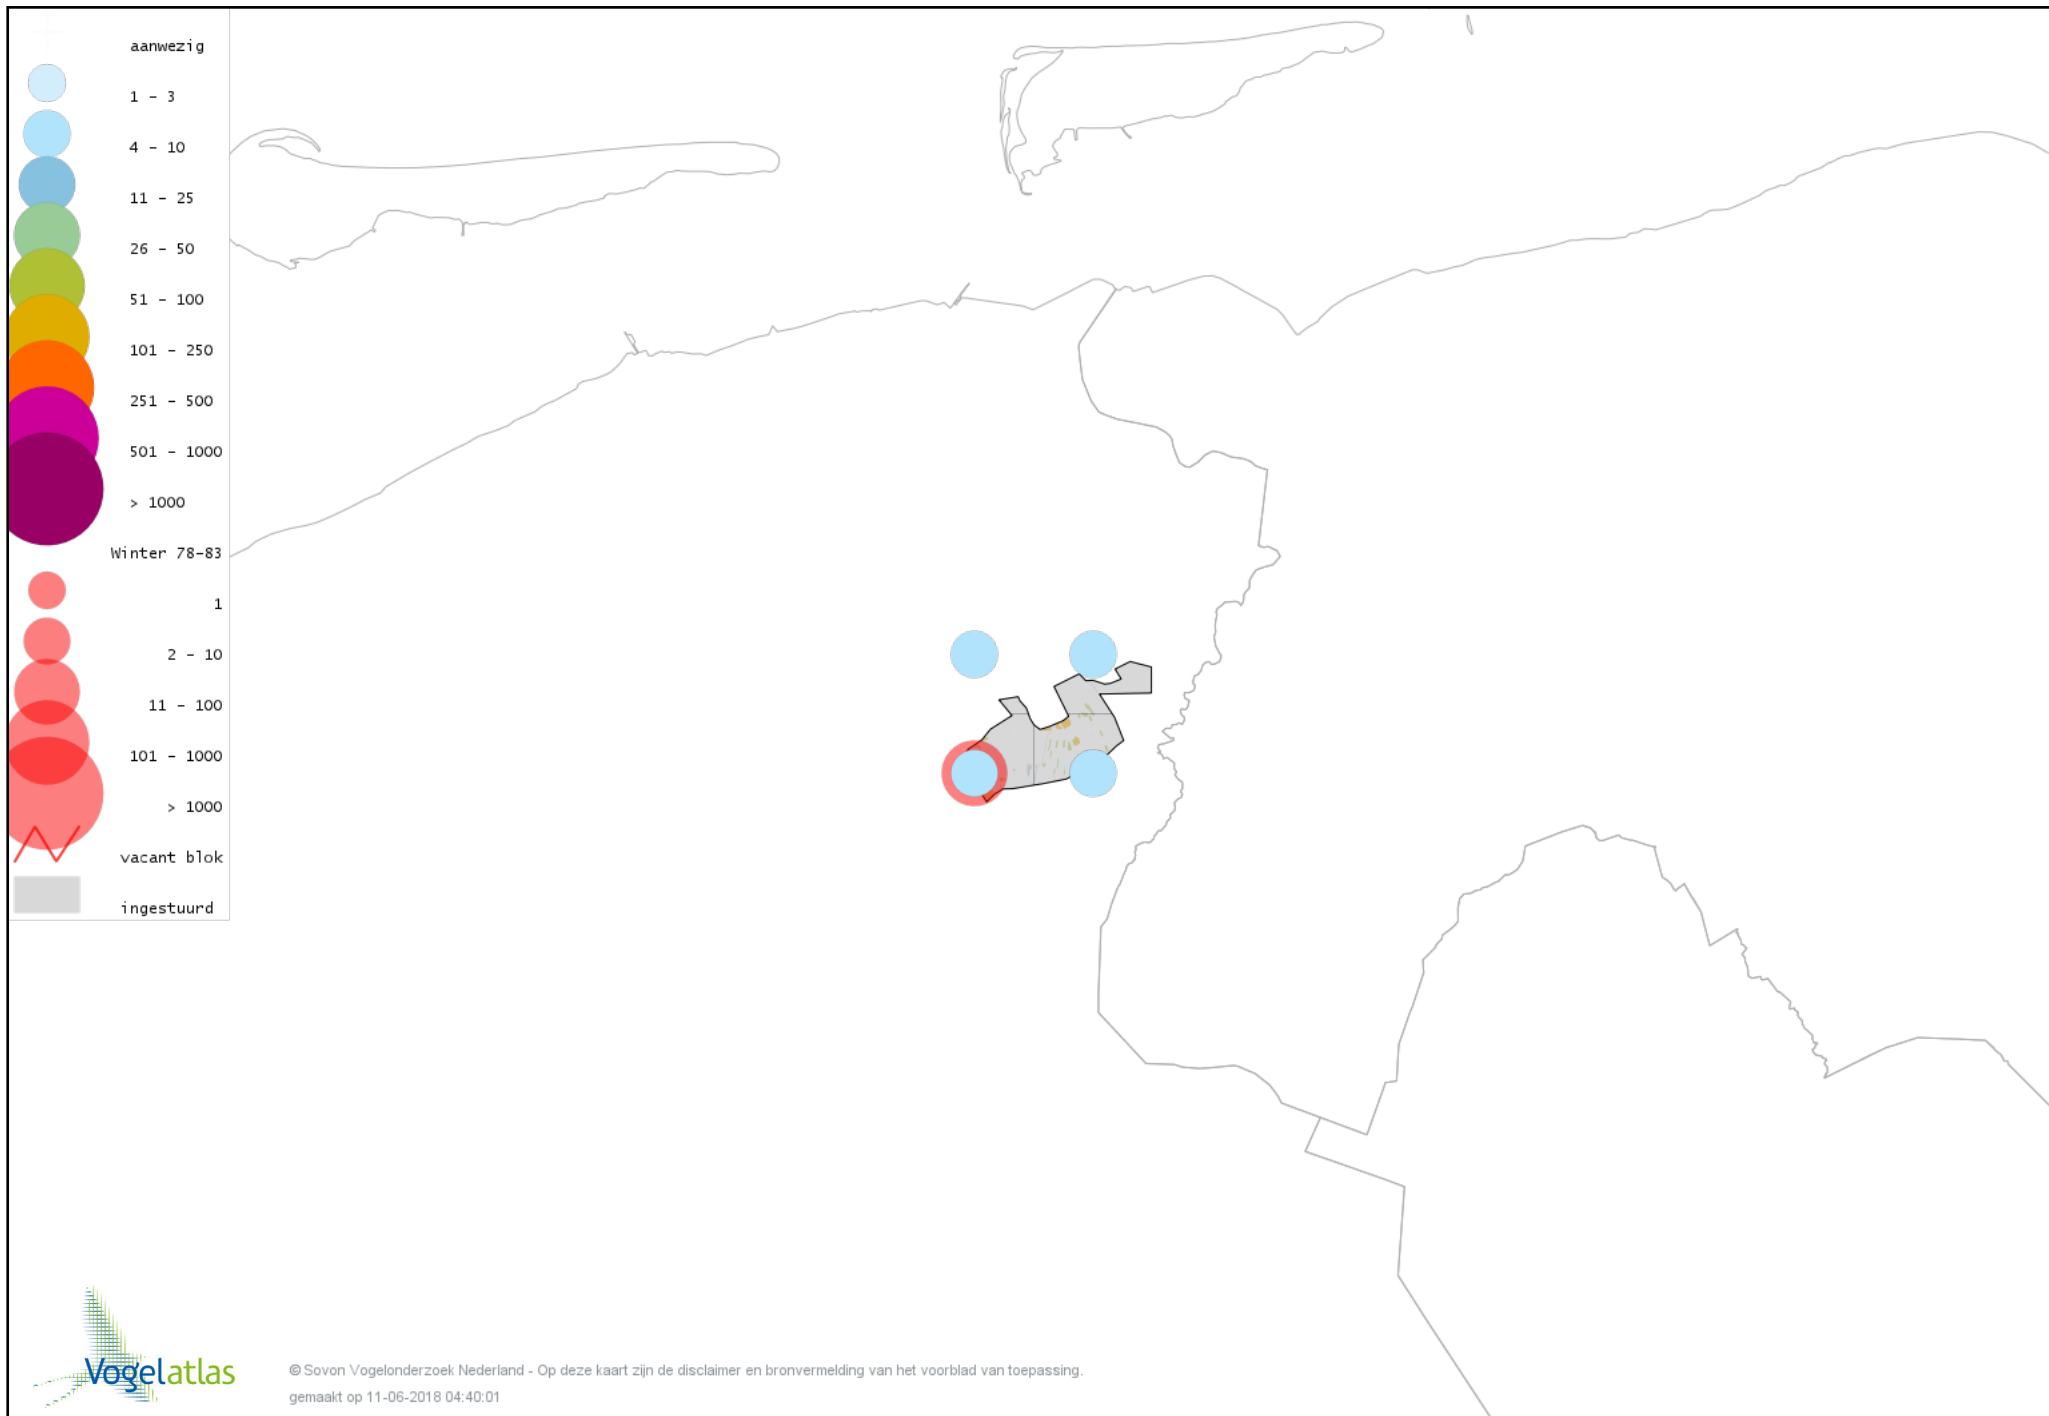 aanwezig
1 - 3
4 - 10
11 - 25
26 - 50
51 - 100
101 - 250
251 - 500
501 - 1000
> 1000
Winter 78-83
1
2 - 10
11 - 100
101 - 1000
> 1000
vacant blok
ingestuurd
Vogelatlas
© Sovon Vogelonderzoek Nederland - Op deze kaart zijn de disclaimer en bronvermelding van het voorblad van toepassing.
gemaakt op 11-06-2018 04:40:01